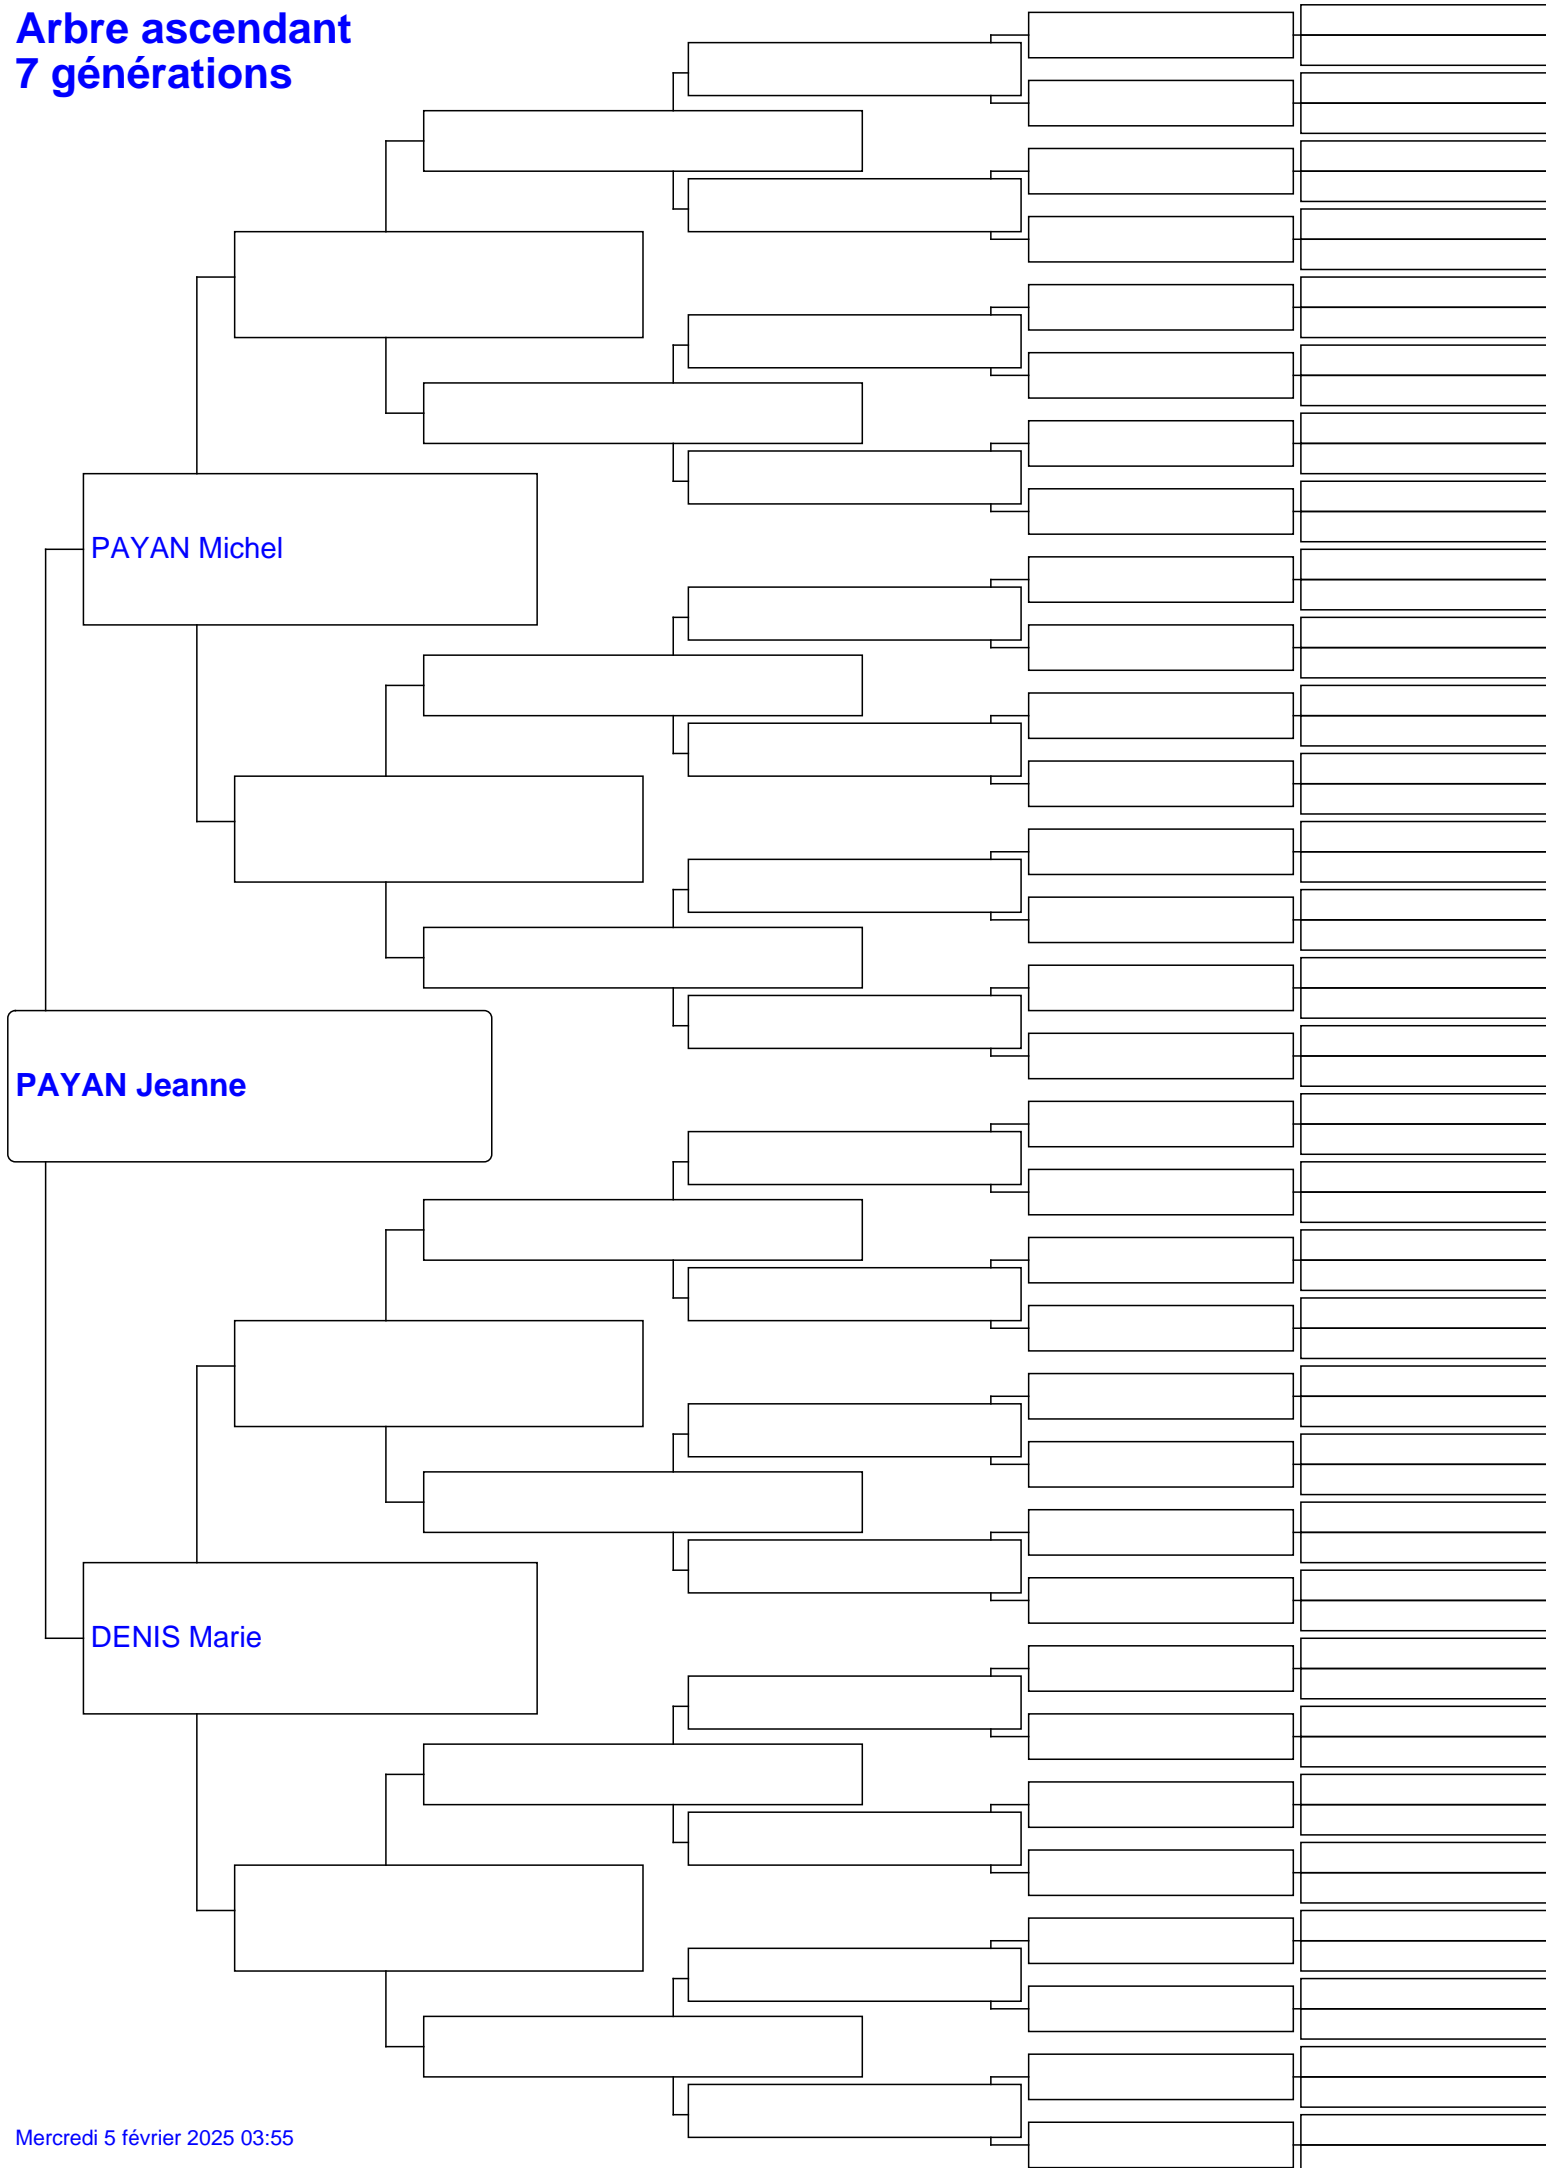 Arbre ascendant
7 générations
PAYAN Michel
PAYAN Jeanne
DENIS Marie
Mercredi 5 février 2025 03:55